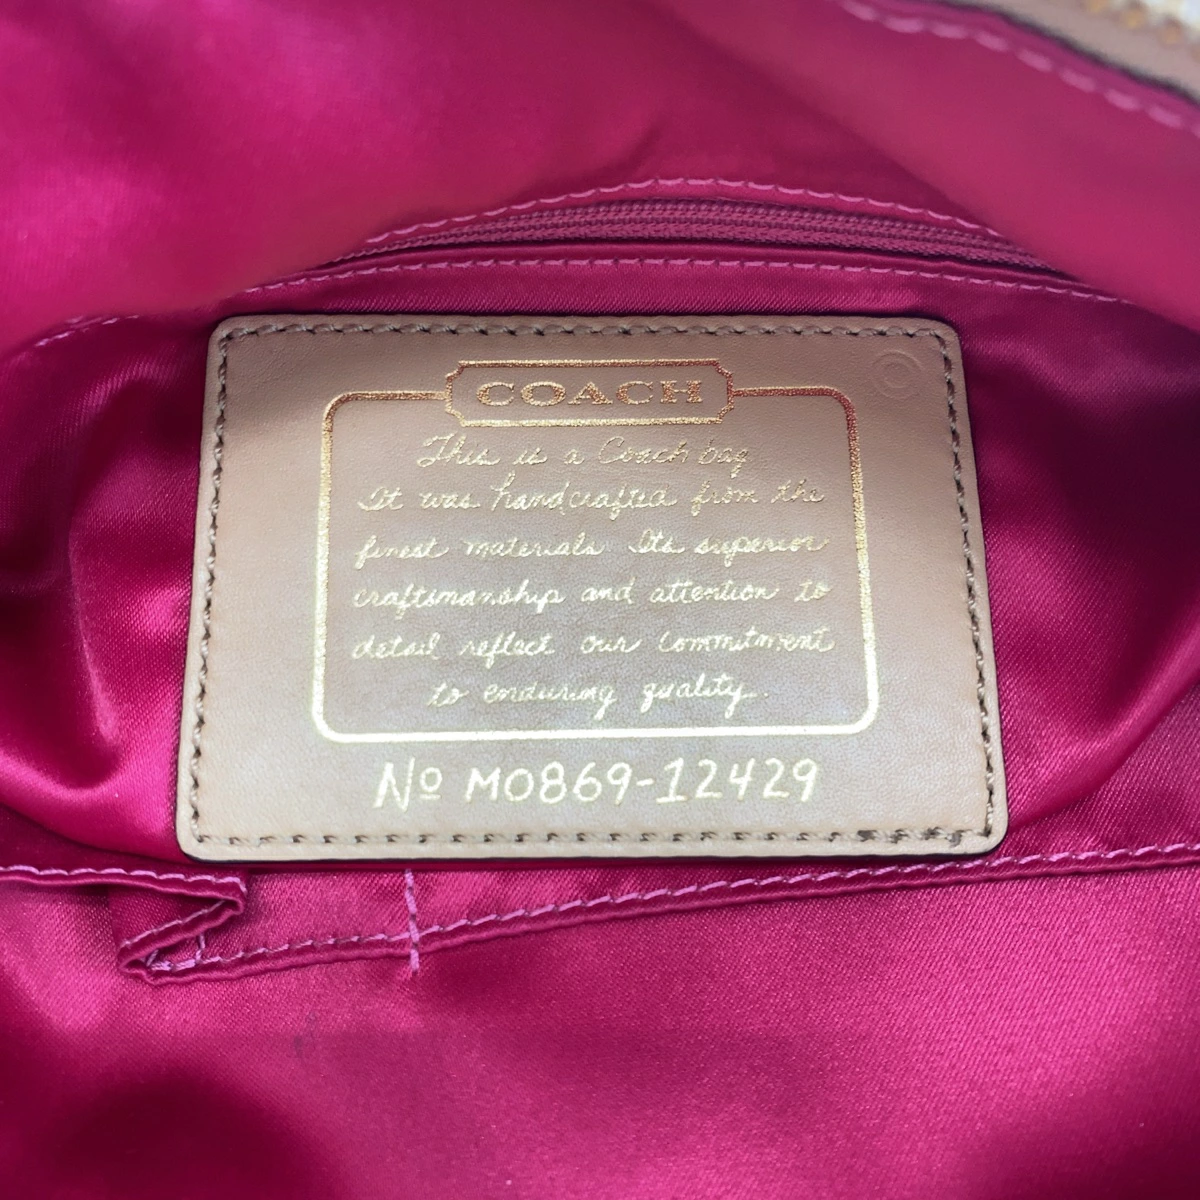 COACH
This is a Coach bag
It was handcrafted from the
finest materials Its superior
craftsmanship and attention to
detail reflect our commitment
to enduring quality.
No M0869-12429
©